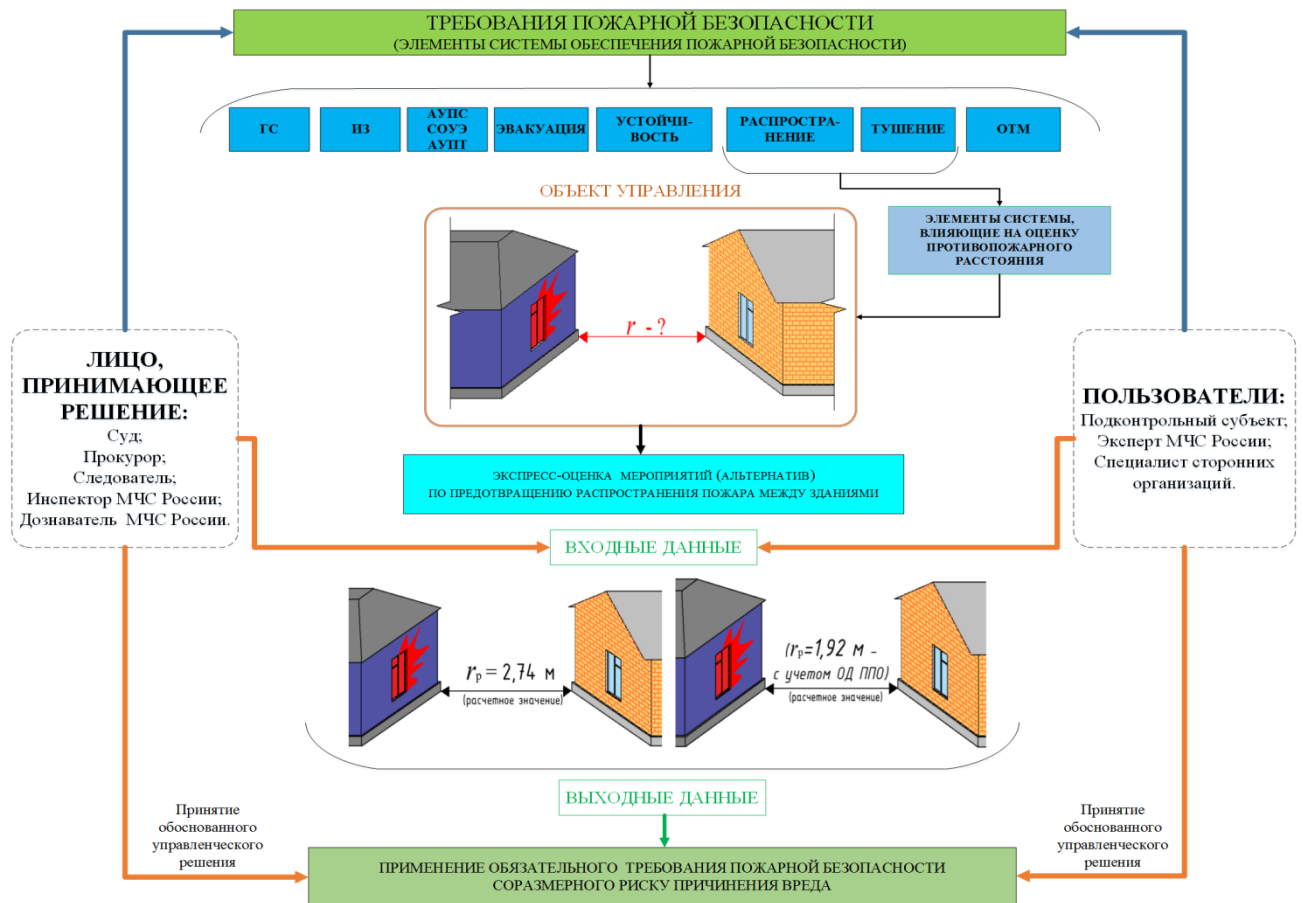 ТРЕБОВАНИЯ ПОЖАРНОЙ БЕЗОПАСНОСТИ
(ЭЛЕМЕНТЫ СИСТЕМЫ ОБЕСПЕЧЕНИЯ ПОЖАРНОЙ БЕЗОПАСНОСТИ)
ГС
ИЗ
АУПС
СОУЭ
АУПТ
ЭВАКУАЦИЯ
УСТОЙЧИ-
ВОСТЬ
РАСПРОСТРА-
НЕНИЕ
ТУШЕНИЕ
ОТМ
ОБЪЕКТ УПРАВЛЕНИЯ
ЭЛЕМЕНТЫ СИСТЕМЫ,
ВЛИЯЮЩИЕ НА ОЦЕНКУ
ПРОТИВОПОЖАРНОГО
РАССТОЯНИЯ
r - ?
ЛИЦО,
ПРИНИМАЮЩЕЕ
РЕШЕНИЕ:
Суд;
Прокурор;
Следователь;
Инспектор МЧС России;
Дознаватель МЧС России.
ПОЛЬЗОВАТЕЛИ:
Подконтрольный субъект;
Эксперт МЧС России;
Специалист сторонних
организаций.
ЭКСПРЕСС-ОЦЕНКА МЕРОПРИЯТИЙ (АЛЬТЕРНАТИВ)
ПО ПРЕДОТВРАЩЕНИЮ РАСПРОСТРАНЕНИЯ ПОЖАРА МЕЖДУ ЗДАНИЯМИ
ВХОДНЫЕ ДАННЫЕ
rр = 2,74 м
(расчетное значение)
(rр=1,92 м –
с учетом ОД ППО)
(расчетное значение)
ВЫХОДНЫЕ ДАННЫЕ
Принятие
обоснованного
управленческого
решения
Принятие
обоснованного
управленческого
решения
ПРИМЕНЕНИЕ ОБЯЗАТЕЛЬНОГО ТРЕБОВАНИЯ ПОЖАРНОЙ БЕЗОПАСНОСТИ
СОРАЗМЕРНОГО РИСКУ ПРИЧИНЕНИЯ ВРЕДА